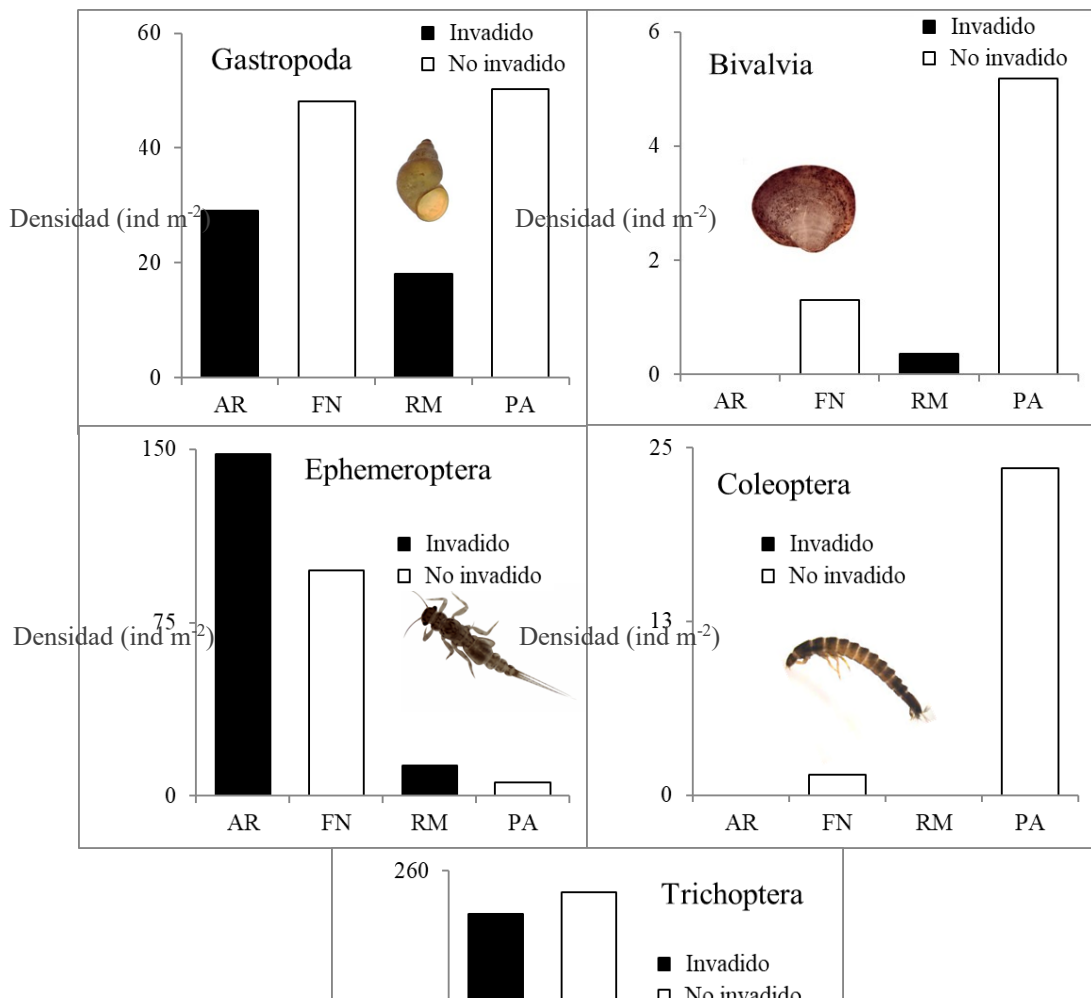 60
Gastropoda
Invadido
No invadido
40
Densidad (ind m-2)
20
0
AR FN RM PA
6
Bivalvia
Invadido
No invadido
4
Densidad (ind m-2)
2
0
AR FN RM PA
150
Ephemeroptera
Invadido
No invadido
75
Densidad (ind m-2)
0
AR FN RM PA
25
Coleoptera
Invadido
No invadido
13
Densidad (ind m-2)
0
AR FN RM PA
260
Trichoptera
Invadido
No invadido